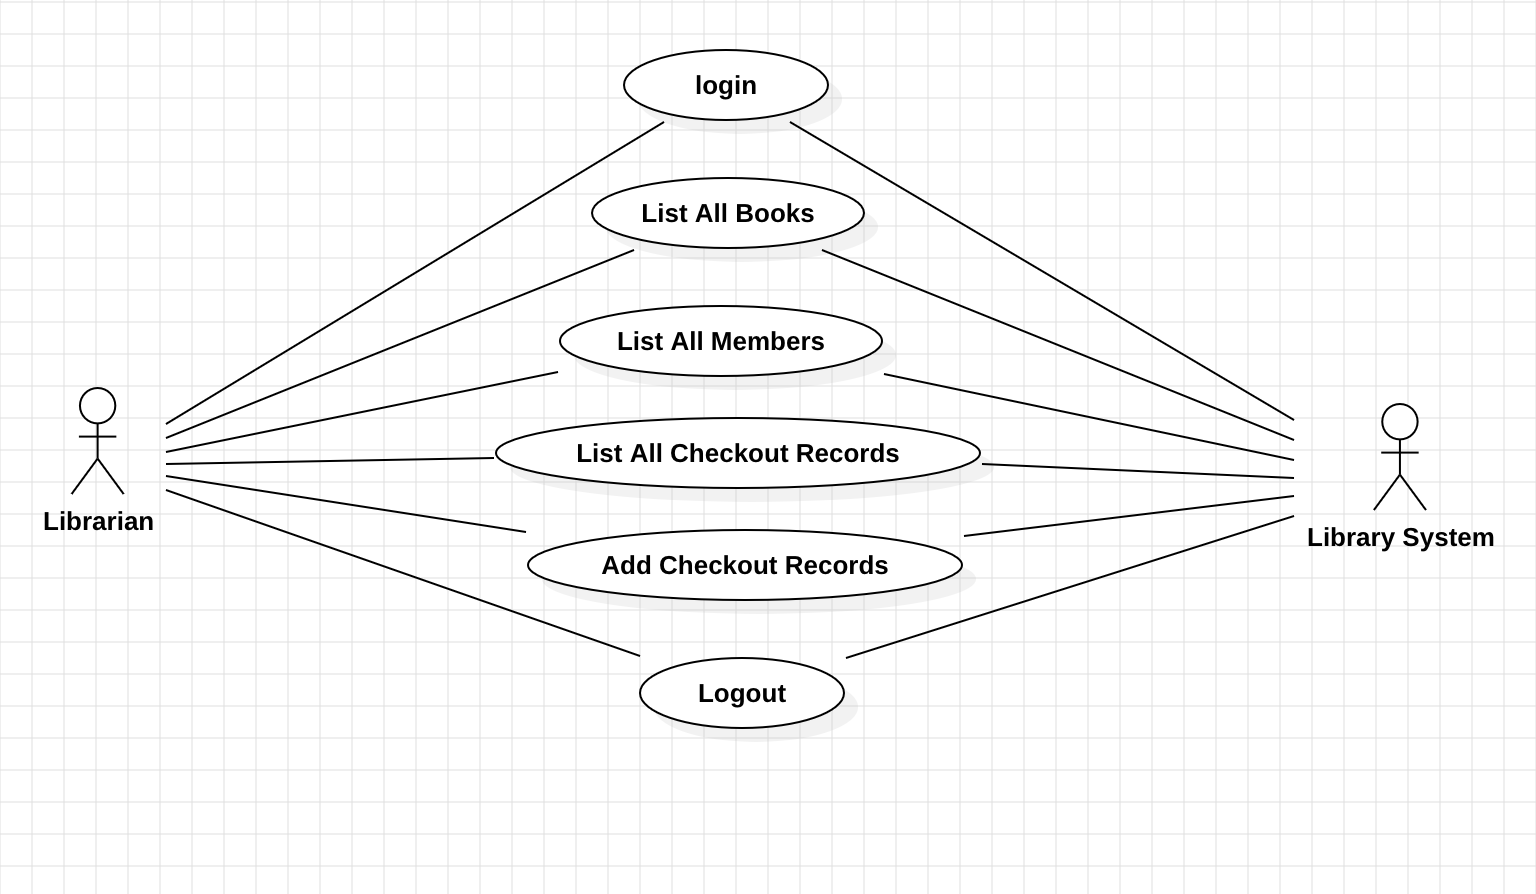 login
List All Books
List All Members
List All Checkout Records
Librarian
Library System
Add Checkout Records
Logout